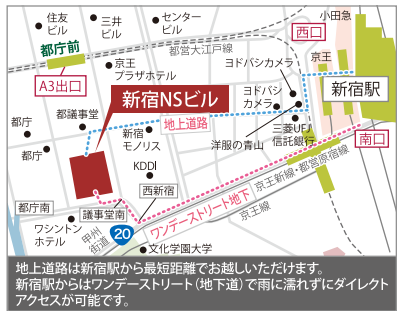 住友
ビル
三井
ビル
センター
ビル
小田急
西口
都庁前
都営大江戸線
京王
A3出口
京王
プラザホテル
ヨドバシカメラ
新宿駅
新宿NSビル
ヨドバシ
カメラ
都議事堂
地上道路
都庁
新宿
モノリス
三菱UFJ
信託銀行
南口
都庁
洋服の青山
KDDI
西新宿
京王新線・都営新宿線
都庁南
議事堂南
ワンデーストリート地下
京王線
ワシントン
ホテル
甲州
街道
20
文化学園大学
地上道路は新宿駅から最短距離でお越しいただけます。
新宿駅からはワンデーストリート（地下道）で雨に濡れずにダイレクト
アクセスが可能です。